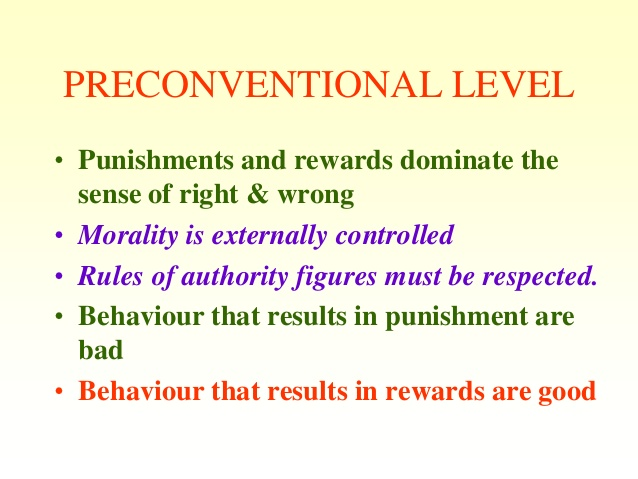 PRECONVENTIONAL LEVEL
• Punishments and rewards dominate the
sense of right & wrong
• Morality is externally controlled
• Rules of authority figures must be respected.
• Behaviour that results in punishment are
bad
• Behaviour that results in rewards are good